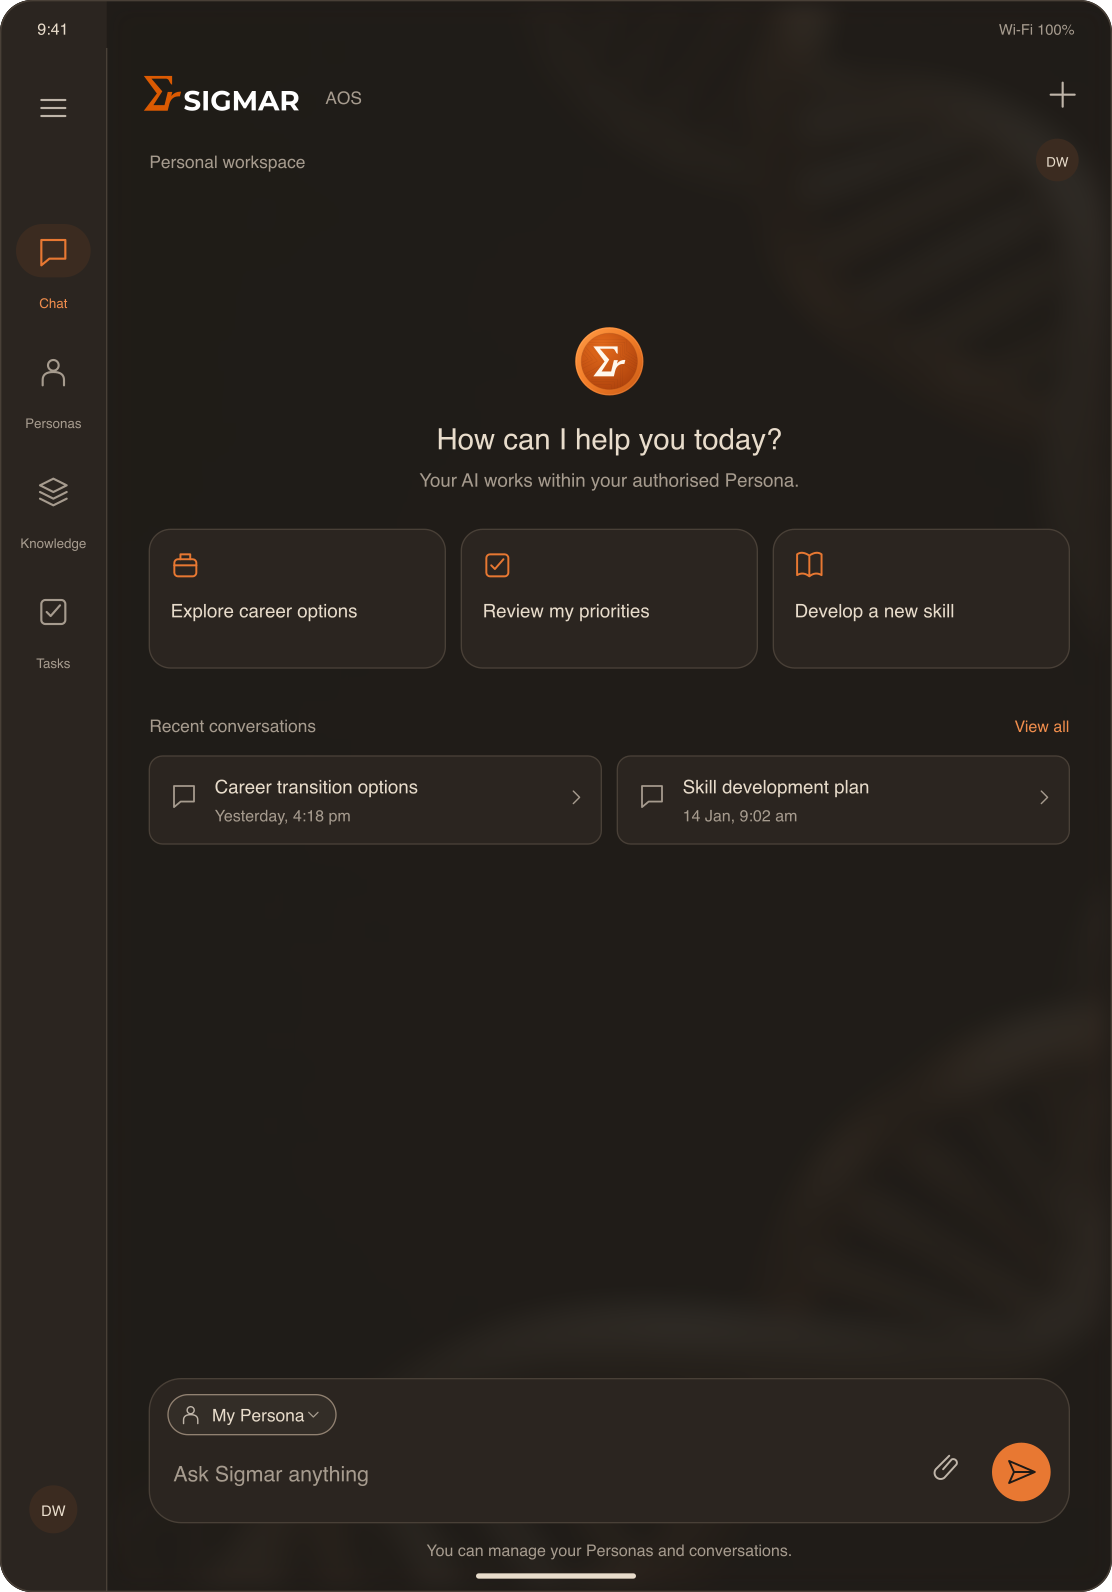 9:41
Wi-Fi 100%
Σr SIGMAR AOS
Personal workspace
DW
Chat
Personas
Knowledge
Tasks
Σr
How can I help you today?
Your AI works within your authorised Persona.
Explore career options
Review my priorities
Develop a new skill
Recent conversations
View all
Career transition options
Yesterday, 4:18 pm
Skill development plan
14 Jan, 9:02 am
My Persona
Ask Sigmar anything
DW
You can manage your Personas and conversations.